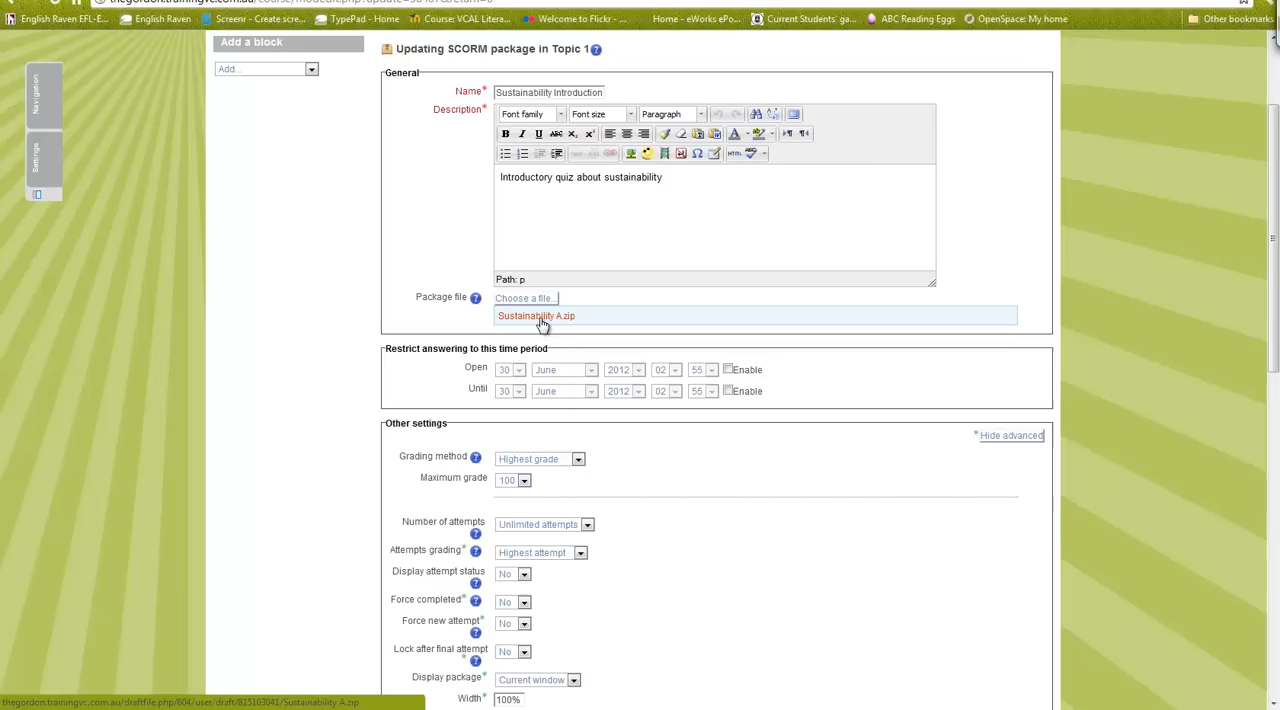 English Raven EFL-E... English Raven Screenr - Create scre... TypePad - Home Course: VCAL Litera... Welcome to Flickr - ... Home - eWorks ePo... Current Students' ga... ABC Reading Eggs OpenSpace: My home Other bookmarks
Add a block
Add...
Navigation
Settings
Updating SCORM package in Topic 1
General
Name* Sustainability Introduction
Description*
Font family Font size Paragraph
B I U ABC
HTML
Introductory quiz about sustainability
Path: p
Package file Choose a file...
Sustainability A.zip
Restrict answering to this time period
Open 30 June 2012 02 55 Enable
Until 30 June 2012 02 55 Enable
Other settings
* Hide advanced
Grading method Highest grade
Maximum grade 100
Number of attempts Unlimited attempts
Attempts grading* Highest attempt
Display attempt status No
Force completed* No
Force new attempt* No
Lock after final attempt * No
Display package* Current window
Width* 100%
thegordon.trainingvc.com.au/draftfile.php/604/user/draft/815103041/Sustainability A.zip